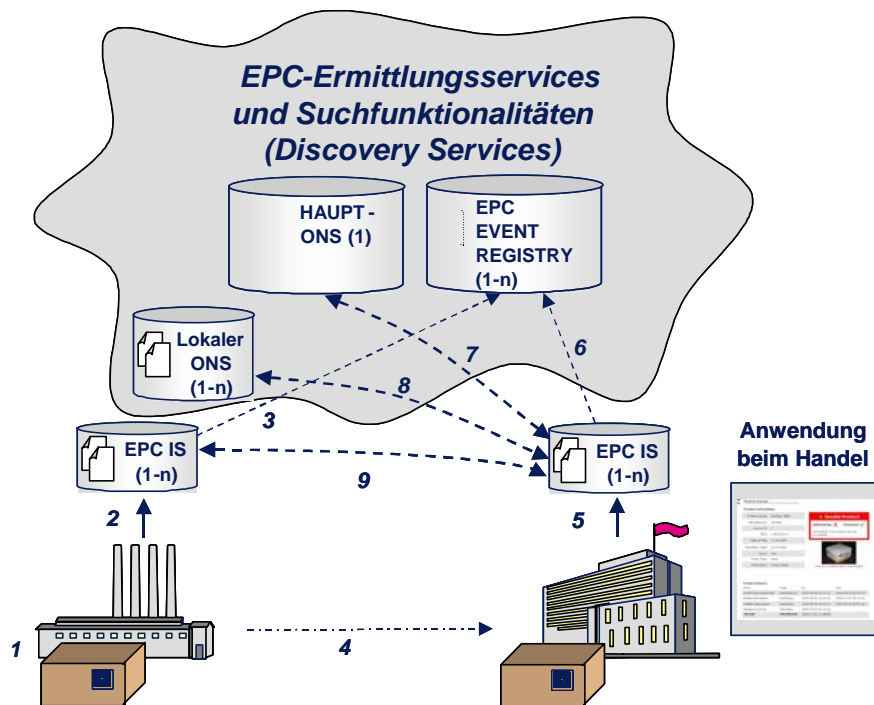 EPC-Ermittlungsservices
und Suchfunktionalitäten
(Discovery Services)
HAUPT -
ONS (1)
EPC
EVENT
REGISTRY
(1-n)
Lokaler
ONS
(1-n)
7
6
8
3
EPC IS
(1-n)
9
EPC IS
(1-n)
Anwendung
beim Handel
2
5
1
4